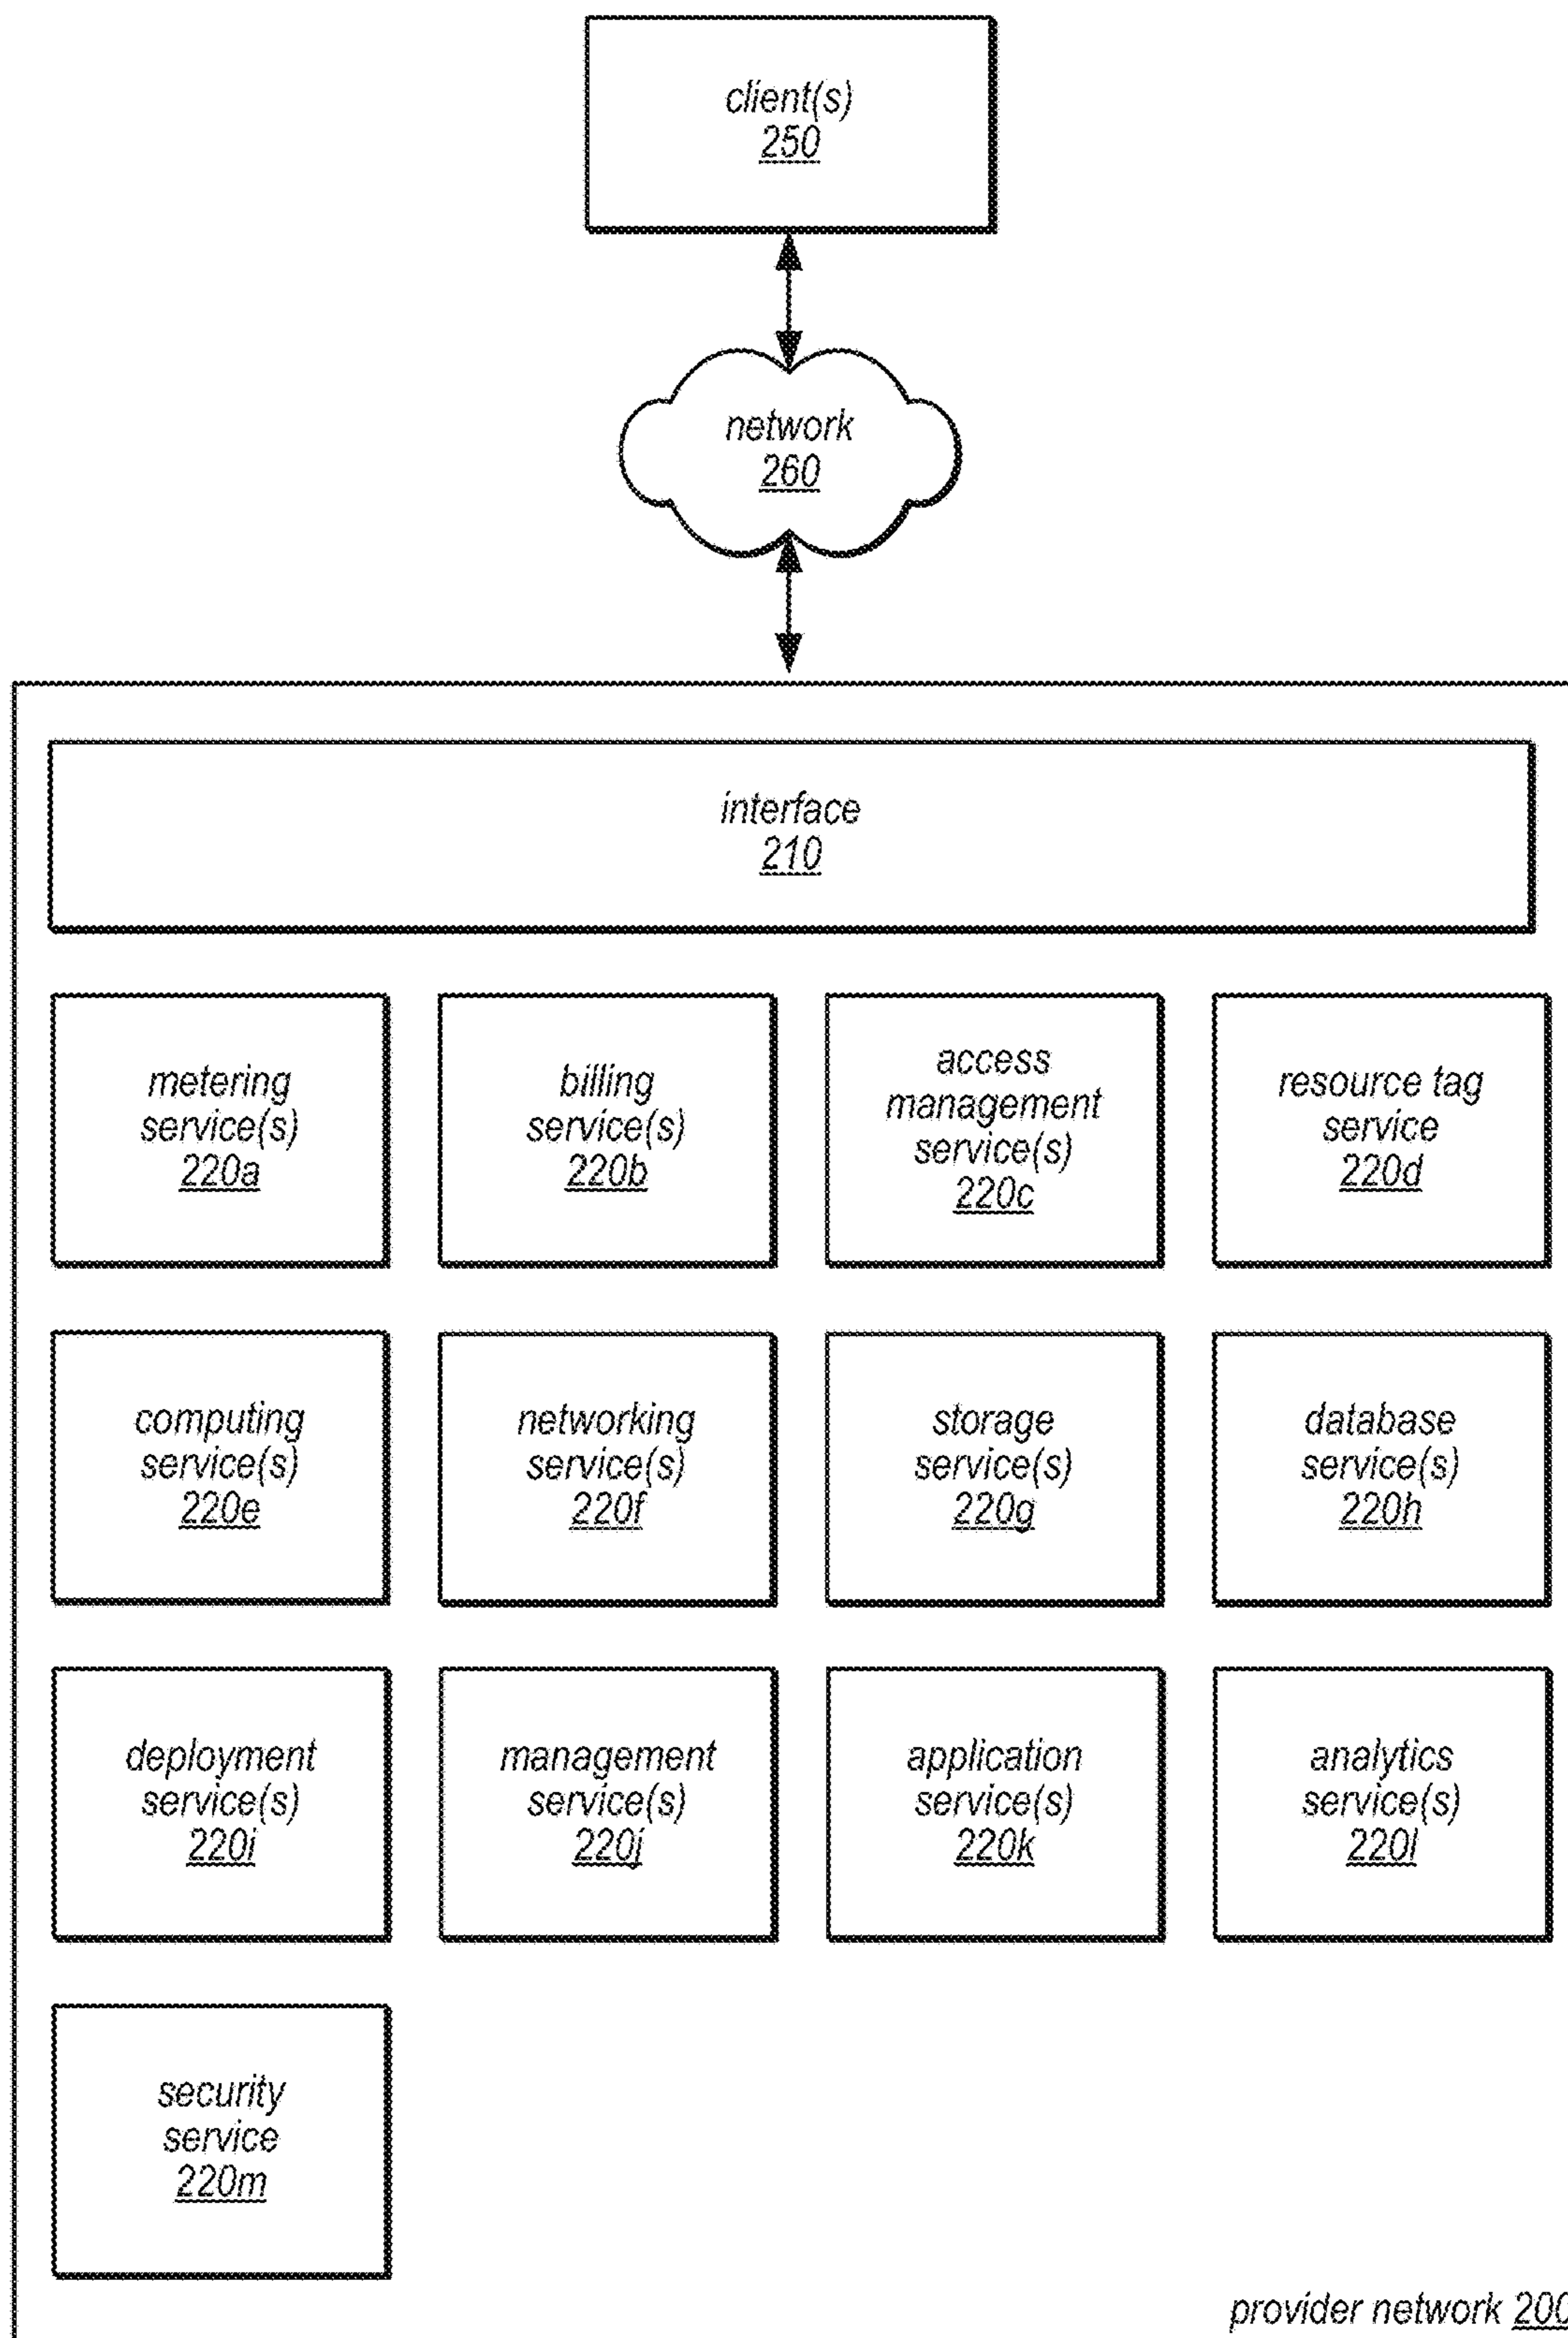 client(s)
250
network
260
interface
210
metering
service(s)
220a
billing
service(s)
220b
access
management
service(s)
220c
resource tag
service
220d
computing
service(s)
220e
networking
service(s)
220f
storage
service(s)
220g
database
service(s)
220h
deployment
service(s)
220i
management
service(s)
220j
application
service(s)
220k
analytics
service(s)
220l
security
service
220m
provider network 200